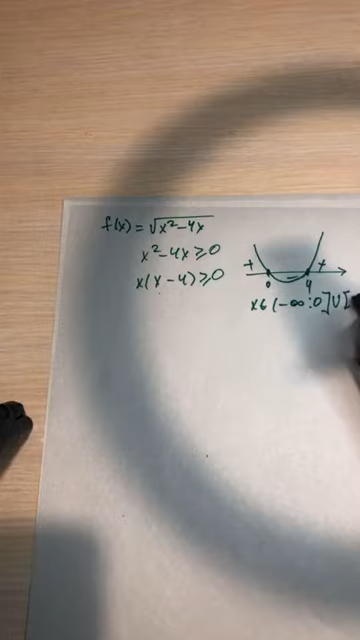 f(x) = √x²-4x
x²-4x ≥ 0
x(x-4) ≥ 0
+ - +
0 4
x ∈ (-∞; 0] ∪ [